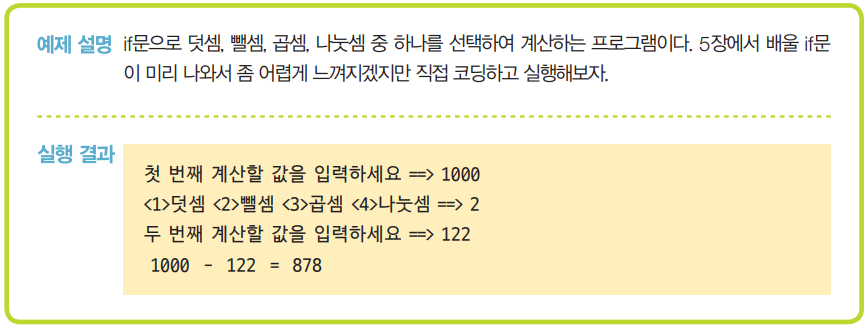 예제 설명 if문으로 덧셈, 뺄셈, 곱셈, 나눗셈 중 하나를 선택하여 계산하는 프로그램이다. 5장에서 배울 if문
이 미리 나와서 좀 어렵게 느껴지겠지만 직접 코딩하고 실행해보자.
실행 결과
첫 번째 계산할 값을 입력하세요 ==> 1000
<1>덧셈 <2>뺄셈 <3>곱셈 <4>나눗셈 ==> 2
두 번째 계산할 값을 입력하세요 ==> 122
1000 - 122 = 878